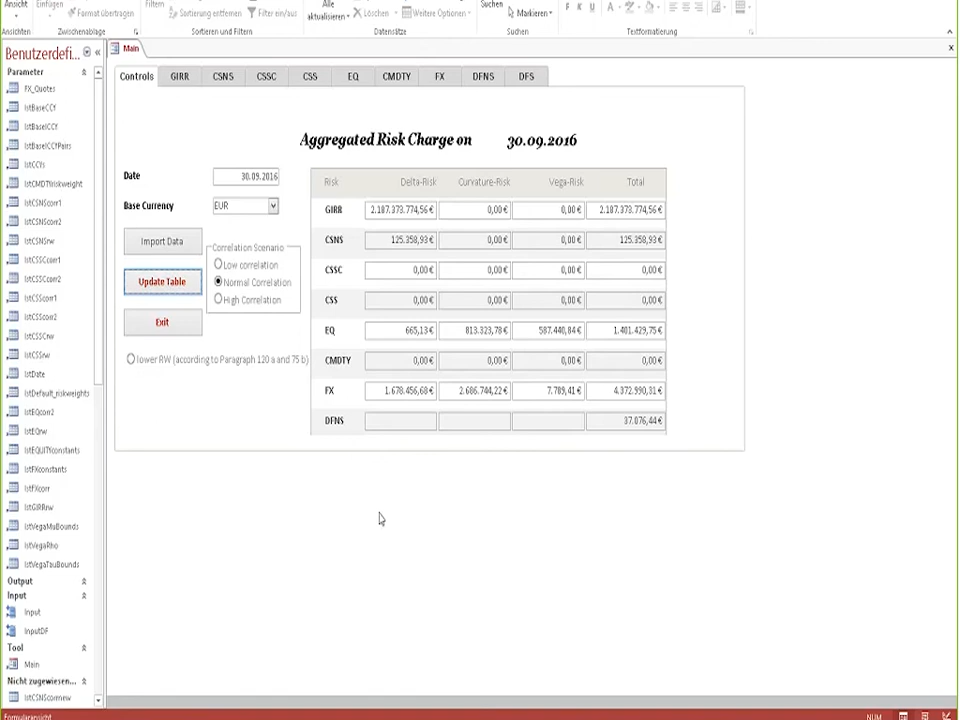 Ansicht
Einfügen
Format übertragen
Filtern
Sortierung entfernen
Filter ein/aus
Alle
aktualisieren
Löschen
Weitere Optionen
Suchen
Markieren
F K U
A
Ansichten
Zwischenablage
Sortieren und Filtern
Datensätze
Suchen
Textformatierung
Benutzerdefi...
Main
Parameter
FX_Quotes
lstBaseCCf
lstBaseICCf
lstBaseICCfPairs
lstCCYs
lstCMDTYriskweight
lstCSNScorr1
lstCSNScorr2
lstCSNSrw
lstCSSCcorr1
lstCSSCcorr2
lstCSScorr1
lstCSScorr2
lstCSSCrw
lstCSSrw
lstDate
lstDefault_riskweights
lstEQcorr2
lstEQrw
lstEQUITYconstants
lstFXconstants
lstFXcorr
lstGIRRrw
lstVegaMuBounds
lstVegaRho
lstVegaTauBounds
Output
Input
Input
InputDF
Tool
Main
Nicht zugewiesen...
lstCSNScorrnew
Controls GIRR CSNS CSSC CSS EQ CMDTY FX DFNS DFS
Aggregated Risk Charge on 30.09.2016
Date 30.09.2016
Base Currency EUR
Import Data
Update Table
Exit
Correlation Scenario
Low correlation
Normal Correlation
High Correlation
lower RW (according to Paragraph 120 a and 75 b)
Risk Delta-Risk Curvature-Risk Vega-Risk Total
GIRR 2.187.373.774,56 € 0,00 € 0,00 € 2.187.373.774,56 €
CSNS 125.358,93 € 0,00 € 0,00 € 125.358,93 €
CSSC 0,00 € 0,00 € 0,00 € 0,00 €
CSS 0,00 € 0,00 € 0,00 € 0,00 €
EQ 665,13 € 813.323,78 € 587.440,84 € 1.401.429,75 €
CMDTY 0,00 € 0,00 € 0,00 € 0,00 €
FX 1.678.456,68 € 2.686.744,22 € 7.789,41 € 4.372.990,31 €
DFNS 37.076,44 €
Formularansicht
NUM